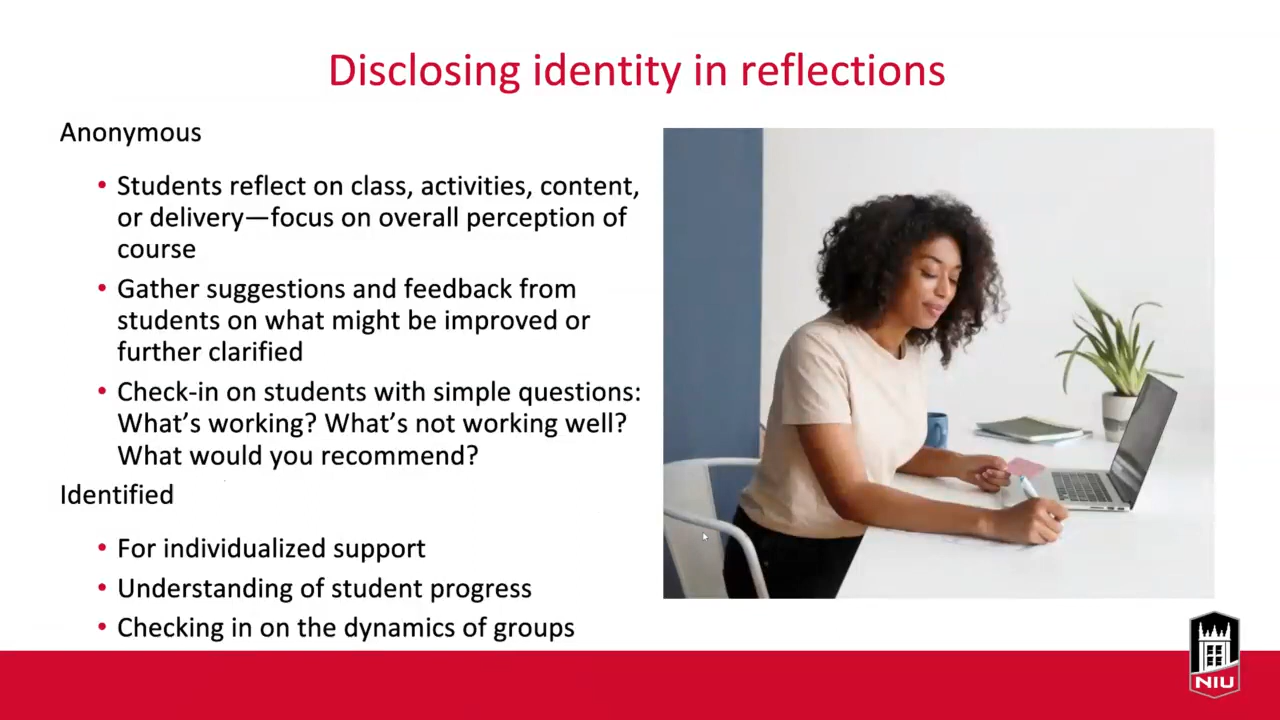 Disclosing identity in reflections
Anonymous
• Students reflect on class, activities, content,
or delivery—focus on overall perception of
course
• Gather suggestions and feedback from
students on what might be improved or
further clarified
• Check-in on students with simple questions:
What’s working? What’s not working well?
What would you recommend?
Identified
• For individualized support
• Understanding of student progress
• Checking in on the dynamics of groups
NIU